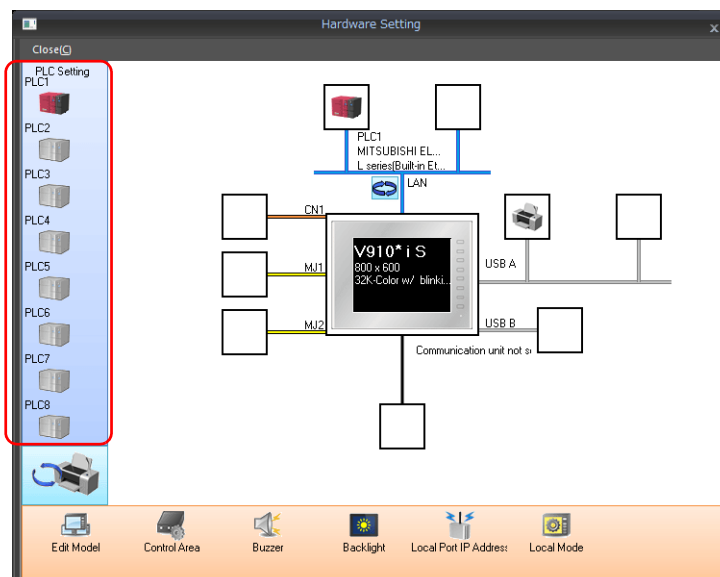 Hardware Setting
x
Close(C)
PLC Setting
PLC1
PLC2
PLC3
PLC4
PLC5
PLC6
PLC7
PLC8
PLC1
MITSUBISHI EL...
L series(Built-in Et...
LAN
CN1
MJ1
MJ2
V910* i S
800 x 600
32K-Color w/ blinki...
USB A
USB B
Communication unit not s
Edit Model
Control Area
Buzzer
Backlight
Local Port IP Address
Local Mode